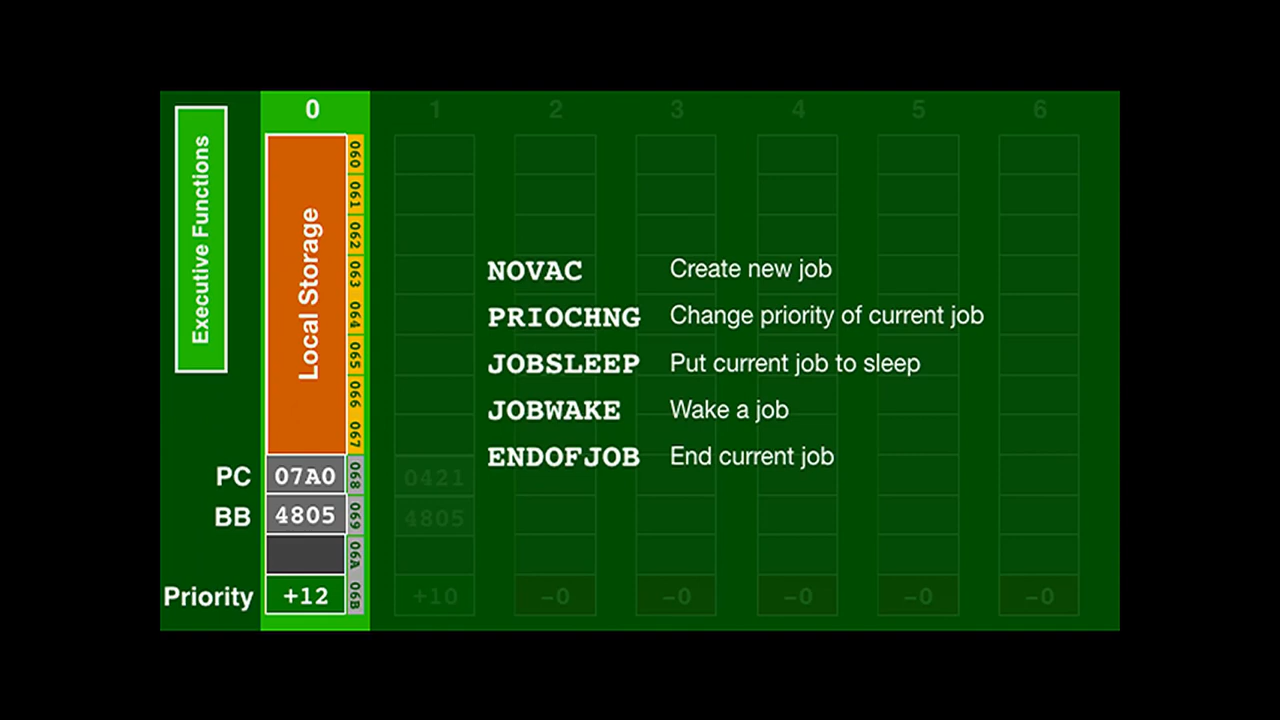 0 1 2 3 4 5 6
Executive Functions
Local Storage
060
061
062
063
064
065
066
067
NOVAC Create new job
PRIOCHNG Change priority of current job
JOBSLEEP Put current job to sleep
JOBWAKE Wake a job
ENDOFJOB End current job
PC 07A0 068 0421
BB 4805 069 4805
06A
Priority +12 06B +10 -0 -0 -0 -0 -0